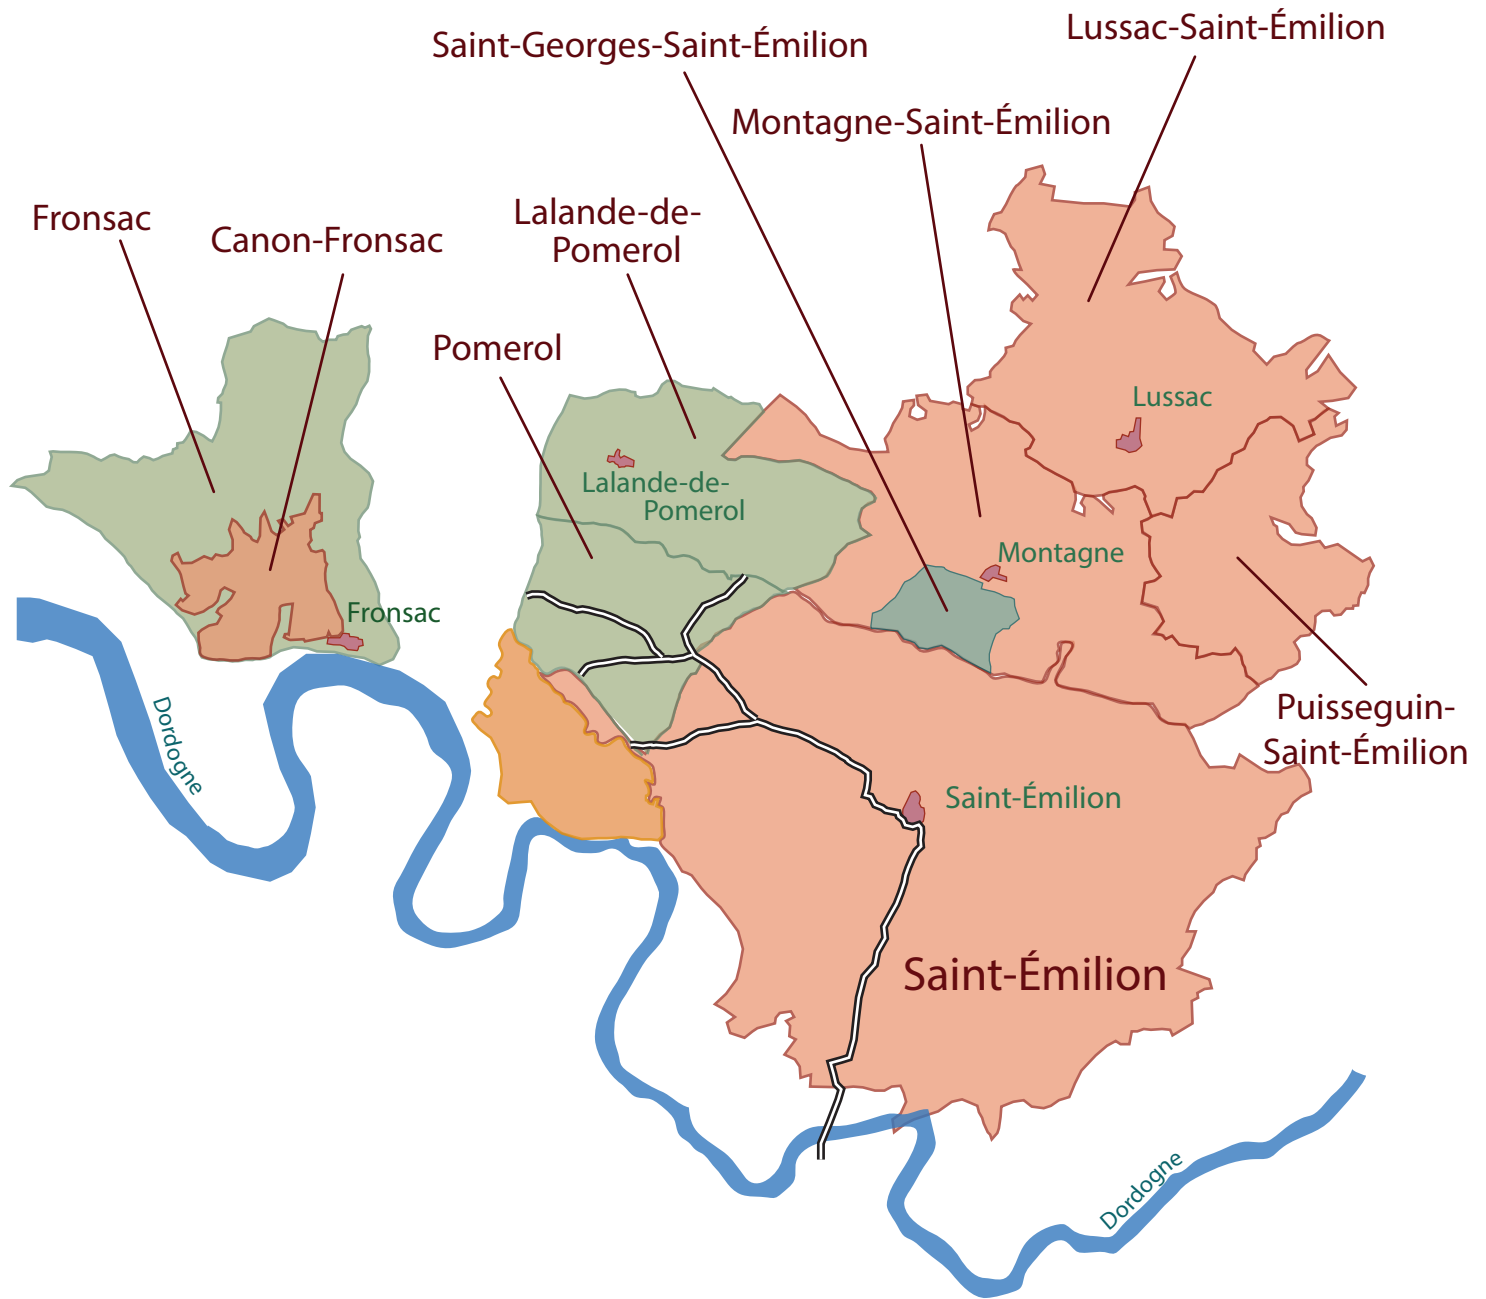 Lussac-Saint-Émilion
Saint-Georges-Saint-Émilion
Montagne-Saint-Émilion
Fronsac
Canon-Fronsac
Lalande-de-
Pomerol
Pomerol
Lussac
Lalande-de-
Pomerol
Montagne
Fronsac
Puisseguin-
Saint-Émilion
Dordogne
Saint-Émilion
Saint-Émilion
Dordogne